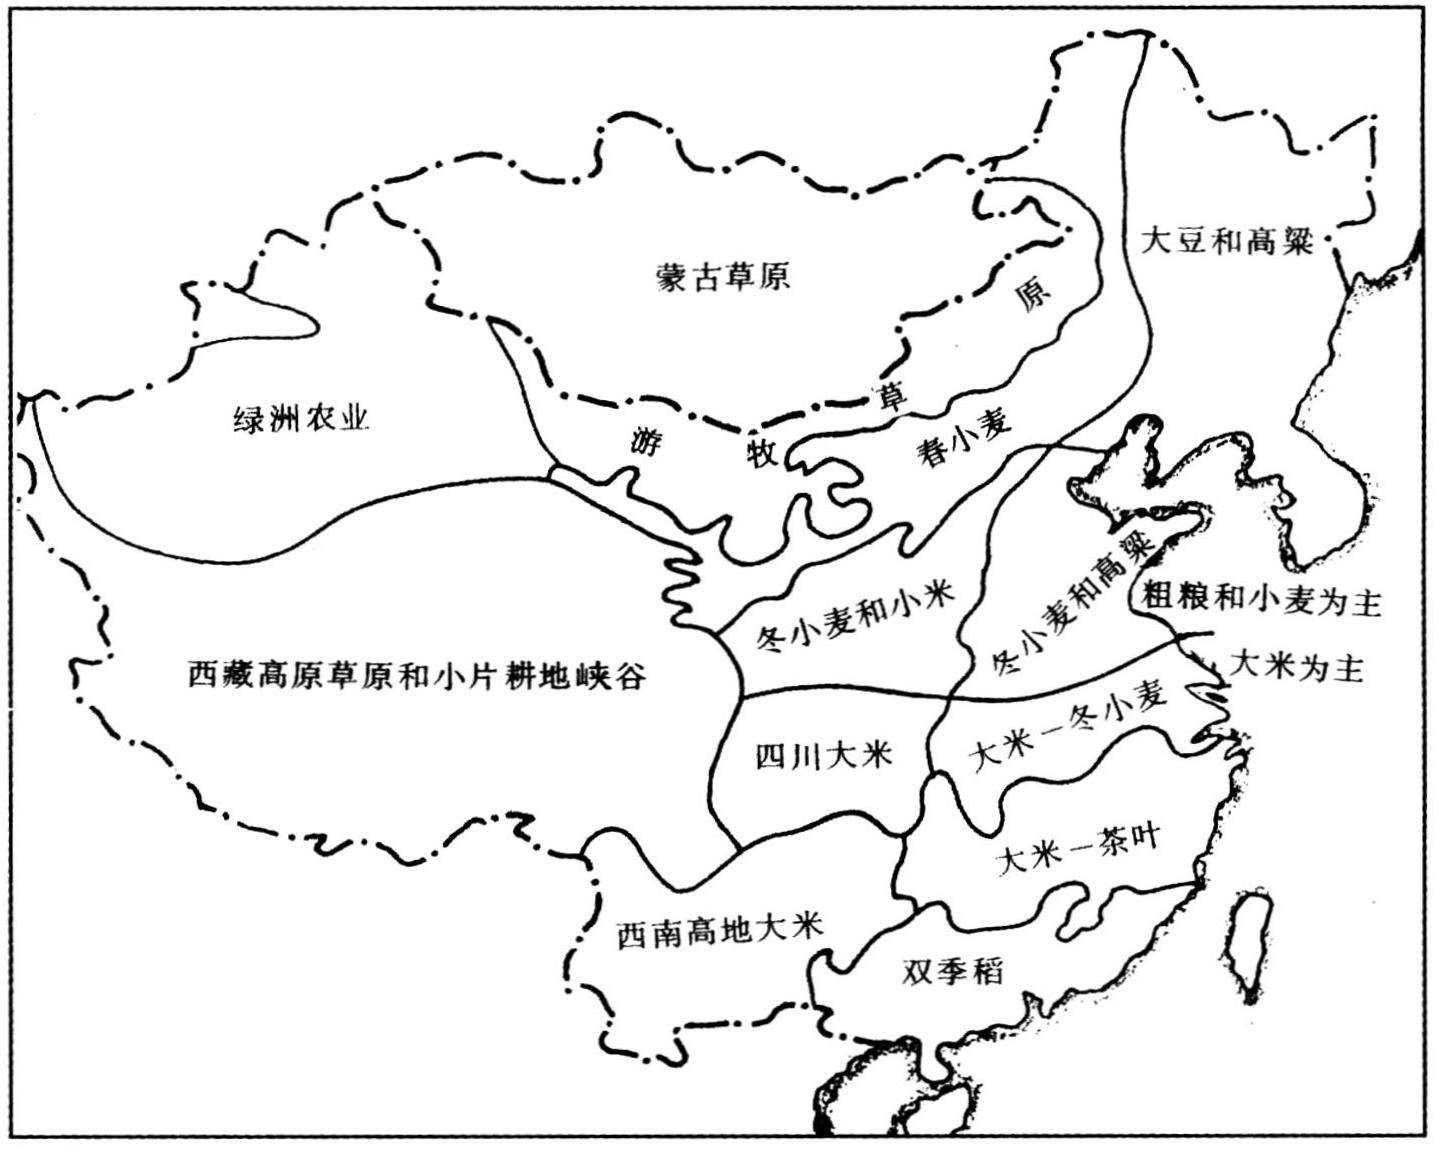 大豆和高粱
蒙古草原
游牧草原
绿洲农业
春小麦
冬小麦和小米
冬小麦和高粱
粗粮和小麦为主
大米为主
西藏高原草原和小片耕地峡谷
四川大米
大米－冬小麦
大米－茶叶
西南高地大米
双季稻